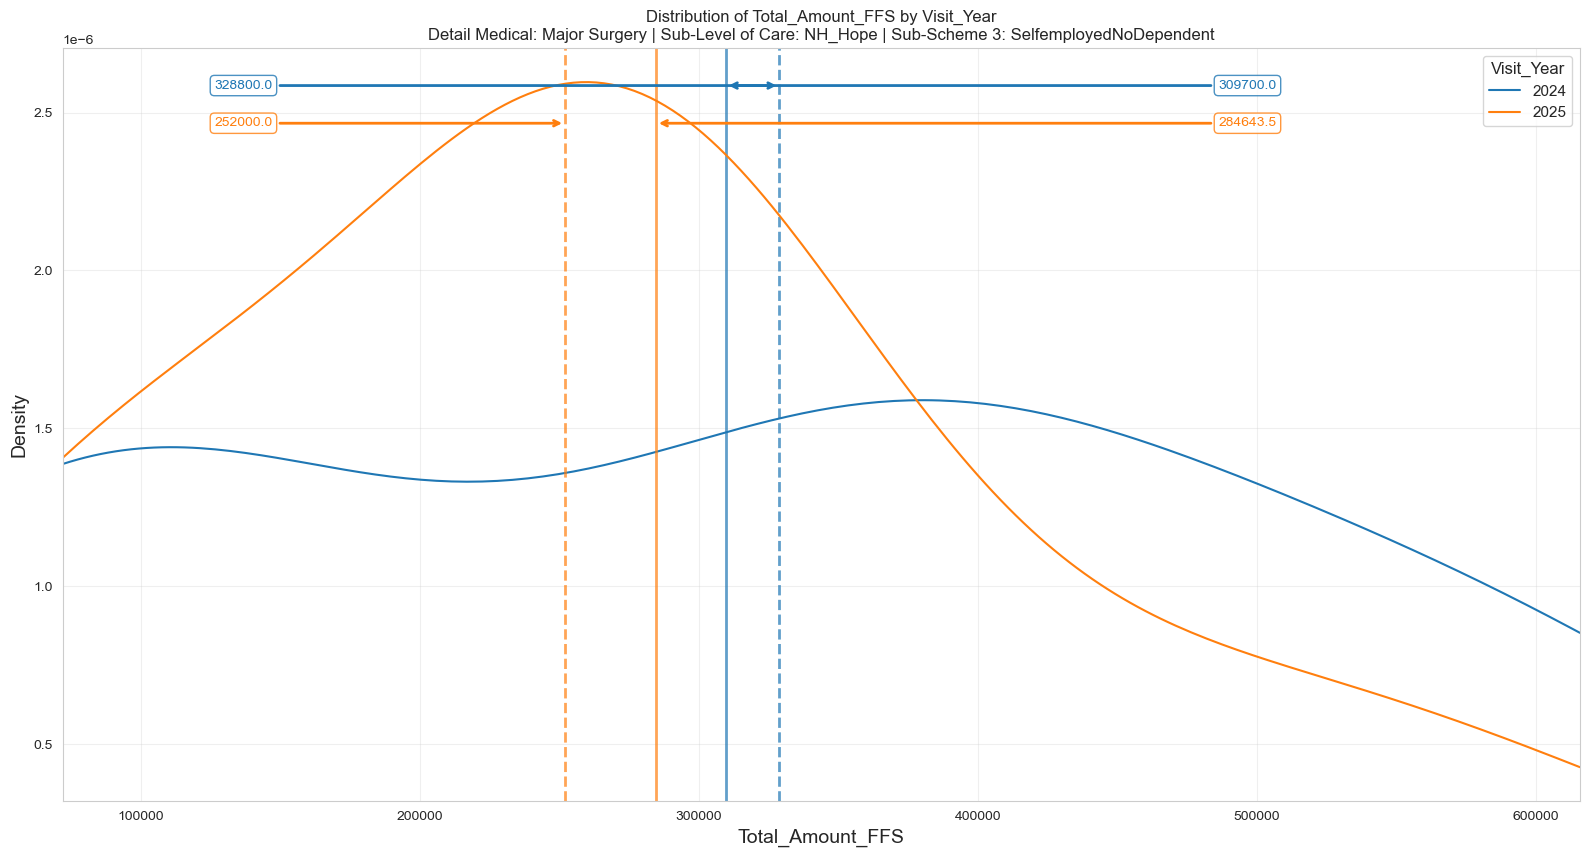 Distribution of Total_Amount_FFS by Visit_Year
Detail Medical: Major Surgery | Sub-Level of Care: NH_Hope | Sub-Scheme 3: SelfemployedNoDependent
1e−6
328800.0
309700.0
252000.0
284643.5
Visit_Year
2024
2025
2.5
2.0
1.5
1.0
0.5
Density
100000
200000
300000
400000
500000
600000
Total_Amount_FFS